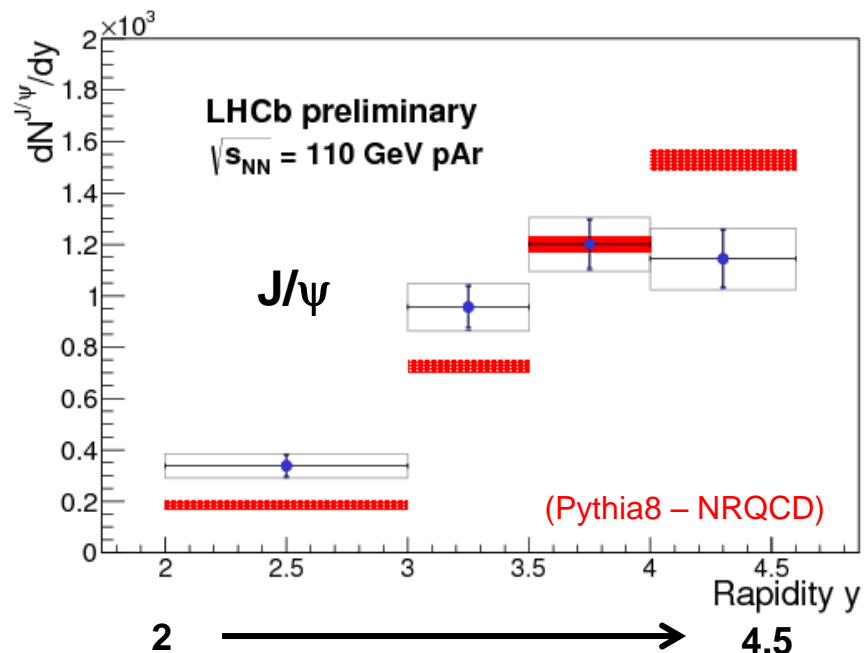 ×10³
dN^{J/ψ}/dy
2
1.8
1.6
1.4
1.2
1
0.8
0.6
0.4
0.2
0
LHCb preliminary
√s_{NN} = 110 GeV pAr
J/ψ
(Pythia8 – NRQCD)
2 2.5 3 3.5 4 4.5
Rapidity y
2 4.5